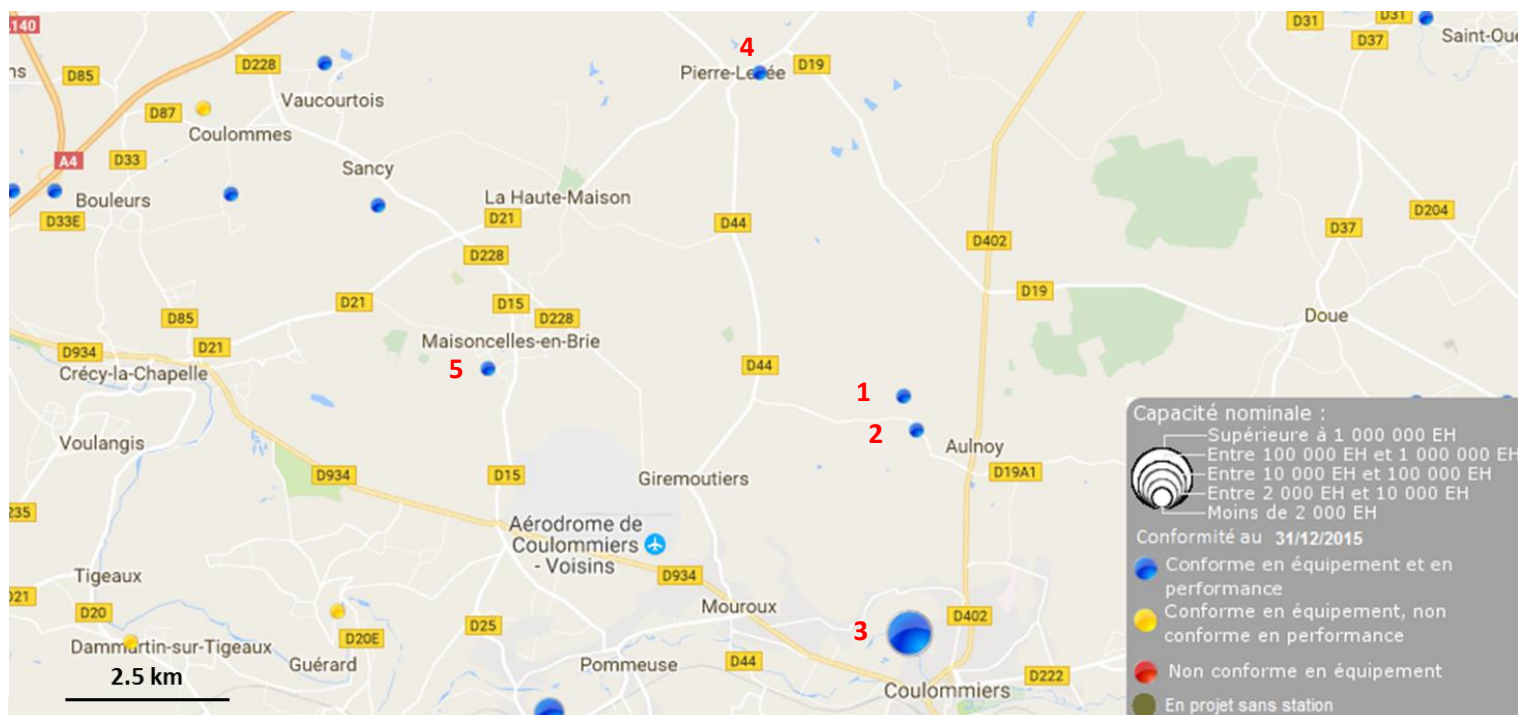 .140
D31
D31
D37
Saint-Oue
4
ns
D85
D228
Pierre-Levée
D19
D87
Vaucourtois
Coulommes
A4
D33
Sancy
Bouleurs
D33E
La Haute-Maison
D21
D44
D204
D37
D402
D228
D21
D15
D228
D19
D85
Doue
D934
D21
Maisoncelles-en-Brie
Crécy-la-Chapelle
5
D44
1
2
Voulangis
Aulnoy
D934
D15
Giremoutiers
D19A1
235
Aérodrome de
Coulommiers
- Voisins
D934
Tigeaux
D21
D20
Mouroux
D402
3
D25
D20E
Dammartin-sur-Tigeaux
Guérard
Pommeuse
D44
D222
Coulommiers
2.5 km
Capacité nominale :
Supérieure à 1 000 000 EH
Entre 100 000 EH et 1 000 000 EH
Entre 10 000 EH et 100 000 EH
Entre 2 000 EH et 10 000 EH
Moins de 2 000 EH
Conformité au 31/12/2015
Conforme en équipement et en
performance
Conforme en équipement, non
conforme en performance
Non conforme en équipement
En projet sans station